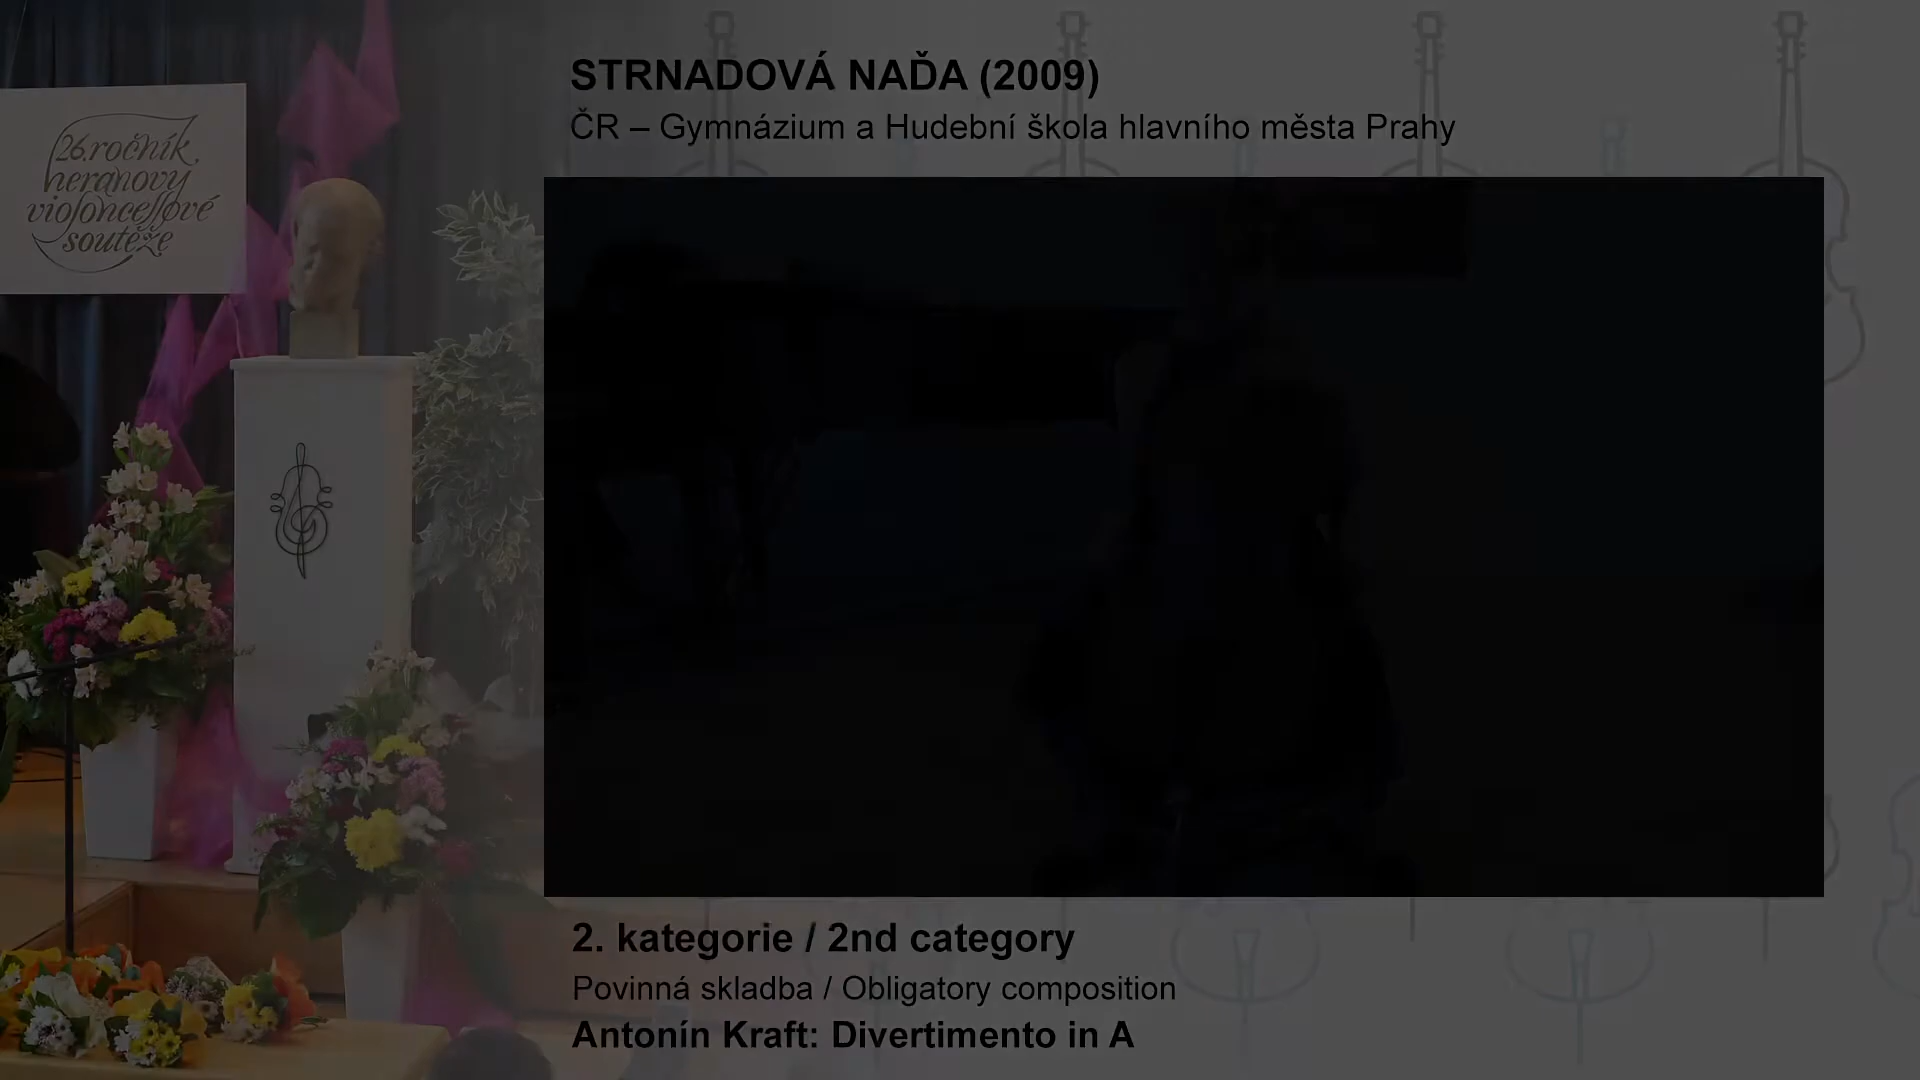 STRNADOVÁ NAĎA (2009)
ČR – Gymnázium a Hudební škola hlavního města Prahy
26. ročník
heranovy
violoncellové
soutěže
2. kategorie / 2nd category
Povinná skladba / Obligatory composition
Antonín Kraft: Divertimento in A